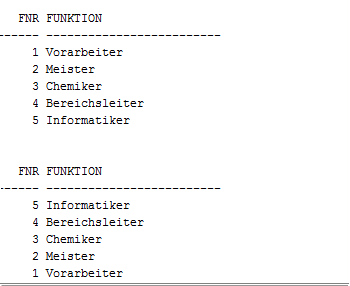 FNR FUNKTION
------ --------------------------
1 Vorarbeiter
2 Meister
3 Chemiker
4 Bereichsleiter
5 Informatiker
FNR FUNKTION
------ --------------------------
5 Informatiker
4 Bereichsleiter
3 Chemiker
2 Meister
1 Vorarbeiter